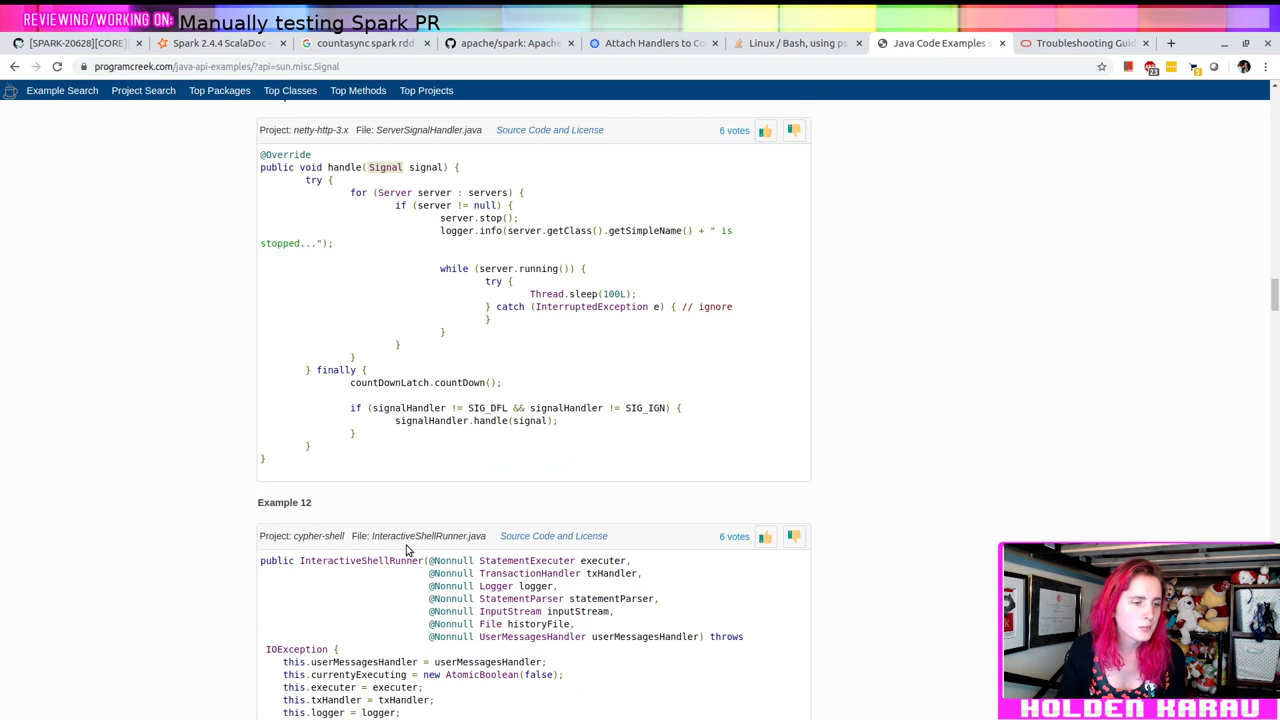 REVIEWING/WORKING ON: Manually testing Spark PR
[SPARK-20628][CORE]
Spark 2.4.4 ScalaDoc -
countasync spark rdd
apache/spark: Apache
Attach Handlers to Co
Linux / Bash, using ps
Java Code Examples s
Troubleshooting Guid
programcreek.com/java-api-examples/?api=sun.misc.Signal
23
5
Example Search Project Search Top Packages Top Classes Top Methods Top Projects
Project: netty-http-3.x File: ServerSignalHandler.java Source Code and License 6 votes
@Override
public void handle(Signal signal) {
try {
for (Server server : servers) {
if (server != null) {
server.stop();
logger.info(server.getClass().getSimpleName() + " is
stopped...");
while (server.running()) {
try {
Thread.sleep(100L);
} catch (InterruptedException e) { // ignore
}
}
}
}
} finally {
countDownLatch.countDown();
if (signalHandler != SIG_DFL && signalHandler != SIG_IGN) {
signalHandler.handle(signal);
}
}
}
Example 12
Project: cypher-shell File: InteractiveShellRunner.java Source Code and License 6 votes
public InteractiveShellRunner(@Nonnull StatementExecuter executer,
@Nonnull TransactionHandler txHandler,
@Nonnull Logger logger,
@Nonnull StatementParser statementParser,
@Nonnull InputStream inputStream,
@Nonnull File historyFile,
@Nonnull UserMessagesHandler userMessagesHandler) throws
IOException {
this.userMessagesHandler = userMessagesHandler;
this.currentyExecuting = new AtomicBoolean(false);
this.executer = executer;
this.txHandler = txHandler;
this.logger = logger;
HOLDEN KARAU